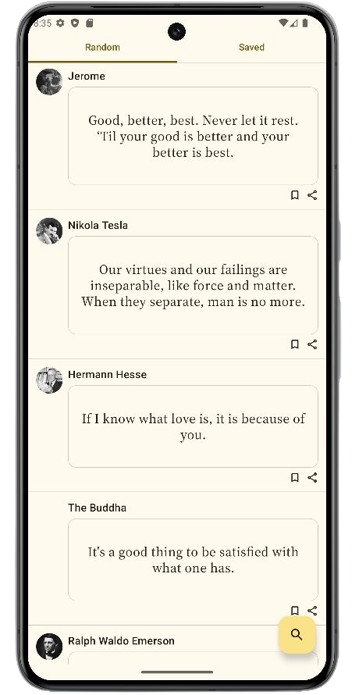 8:35
Random
Saved
Jerome
Good, better, best. Never let it rest.
'Til your good is better and your
better is best.
Nikola Tesla
Our virtues and our failings are
inseparable, like force and matter.
When they separate, man is no more.
Hermann Hesse
If I know what love is, it is because of
you.
The Buddha
It's a good thing to be satisfied with
what one has.
Ralph Waldo Emerson